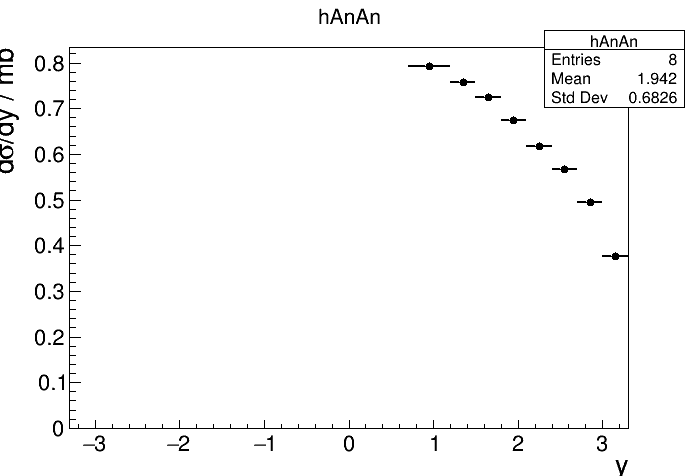 hAnAn
hAnAn
Entries 8
Mean 1.942
Std Dev 0.6826
dσ/dy / mb
0.8
0.7
0.6
0.5
0.4
0.3
0.2
0.1
0
−3 −2 −1 0 1 2 3
y